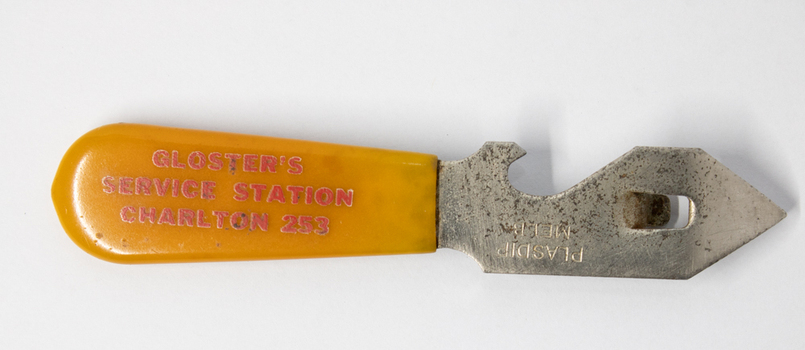 GLOSTER'S
SERVICE STATION
CHARLTON 253
PLASDIP
MELB.